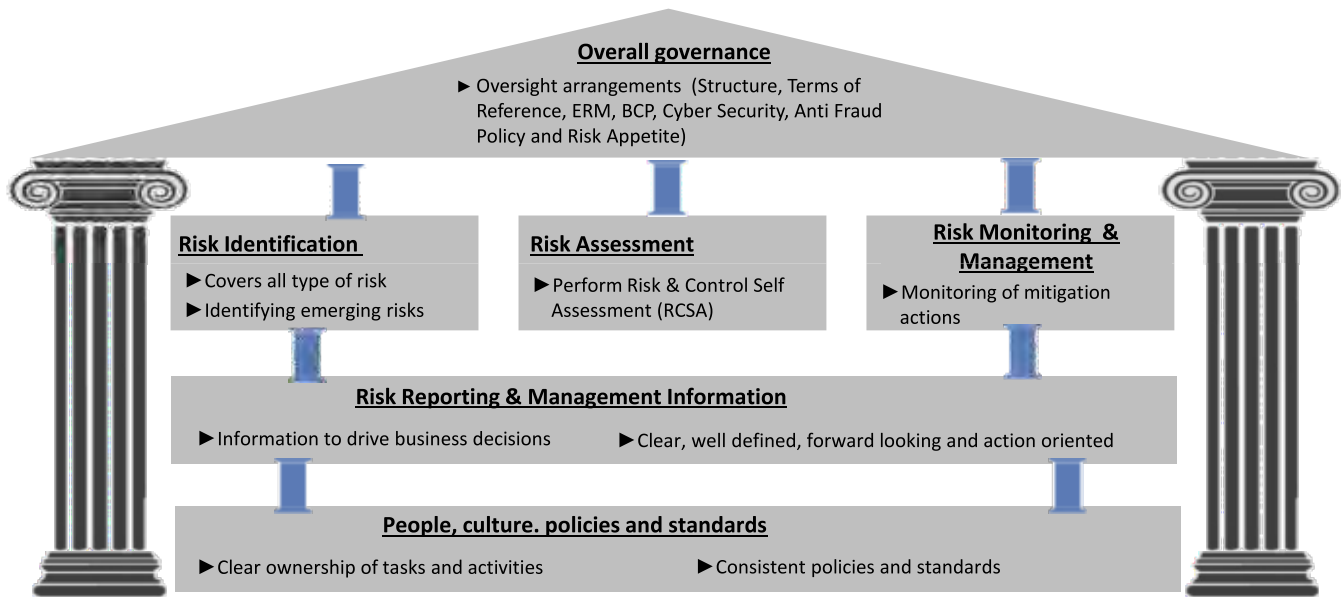 Overall governance
► Oversight arrangements (Structure, Terms of
Reference, ERM, BCP, Cyber Security, Anti Fraud
Policy and Risk Appetite)
Risk Identification
►Covers all type of risk
►Identifying emerging risks
Risk Assessment
►Perform Risk & Control Self
Assessment (RCSA)
Risk Monitoring &
Management
►Monitoring of mitigation
actions
Risk Reporting & Management Information
►Information to drive business decisions
►Clear, well defined, forward looking and action oriented
People, culture. policies and standards
►Clear ownership of tasks and activities
►Consistent policies and standards